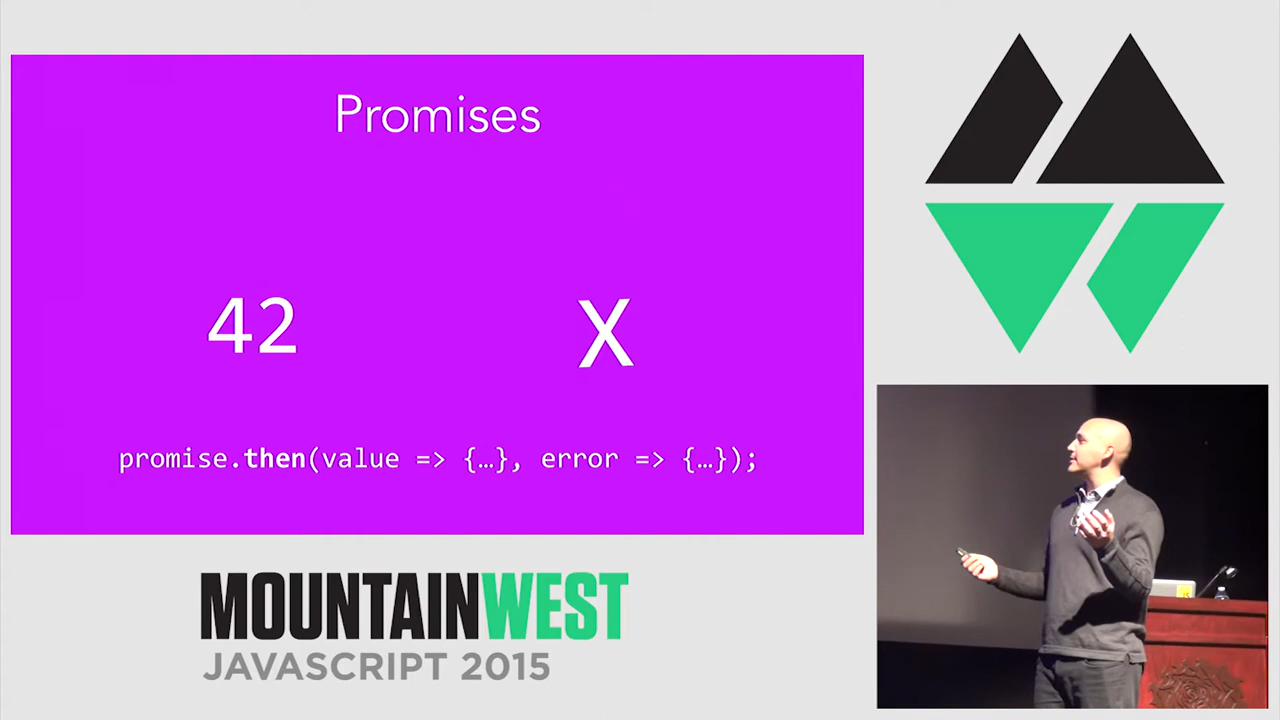 Promises
42 X
promise.then(value => {…}, error => {…});
MOUNTAINWEST
JAVASCRIPT 2015